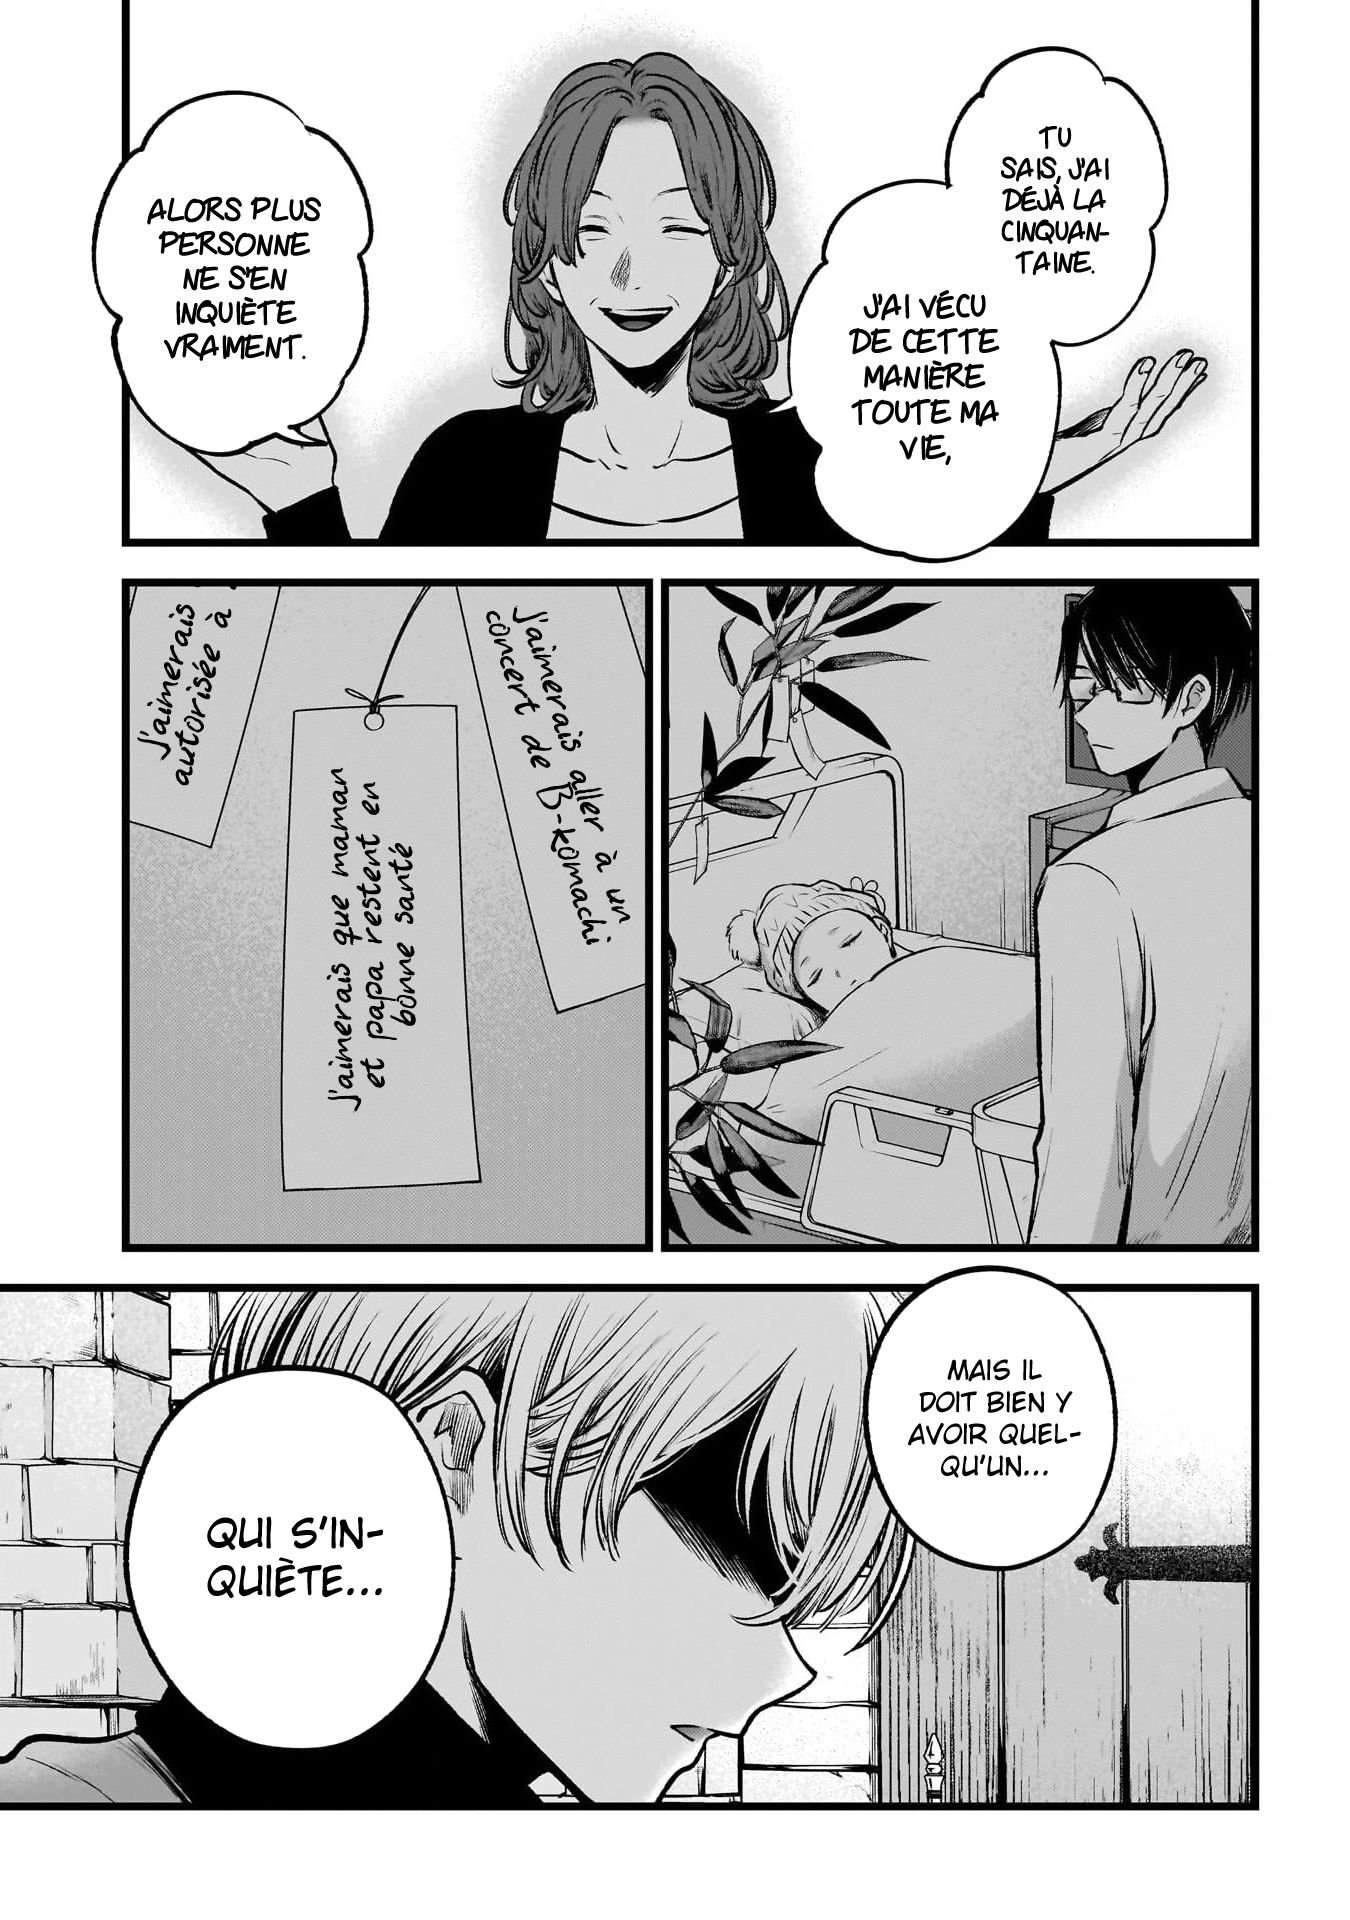 TU
SAIS, J'AI
DÉJÀ LA
CINQUAN-
TAINE.
J'AI VÉCU
DE CETTE
MANIÈRE
TOUTE MA
VIE,
ALORS PLUS
PERSONNE
NE S'EN
INQUIÈTE
VRAIMENT.
J'aimerais aller à un
concert de B-komachi
J'aimerais que maman
et papa restent en
bonne santé
J'aimerais
autorisée à
MAIS IL
DOIT BIEN Y
AVOIR QUEL-
QU'UN...
QUI S'IN-
QUIÈTE...